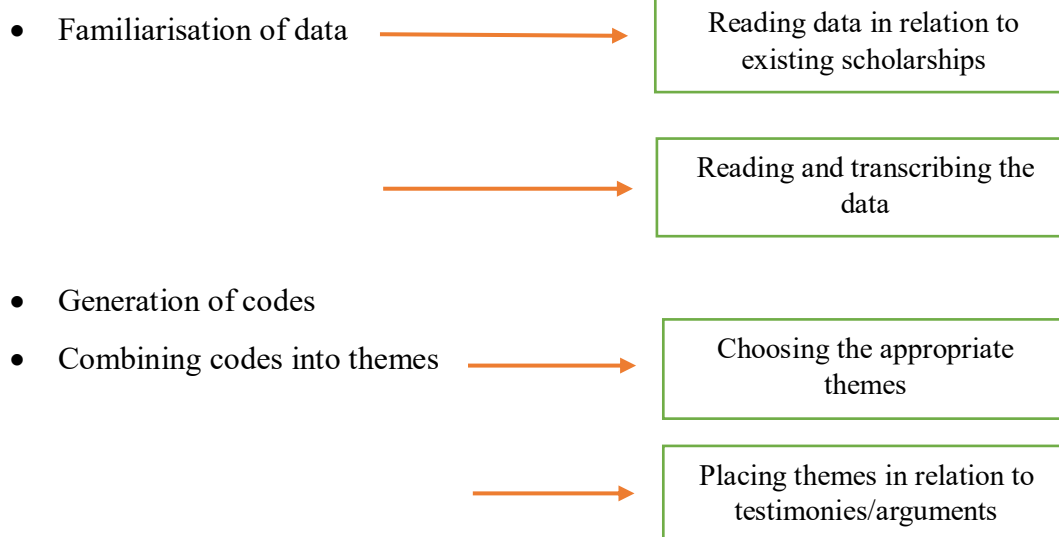 • Familiarisation of data
Reading data in relation to
existing scholarships
Reading and transcribing the
data
• Generation of codes
• Combining codes into themes
Choosing the appropriate
themes
Placing themes in relation to
testimonies/arguments